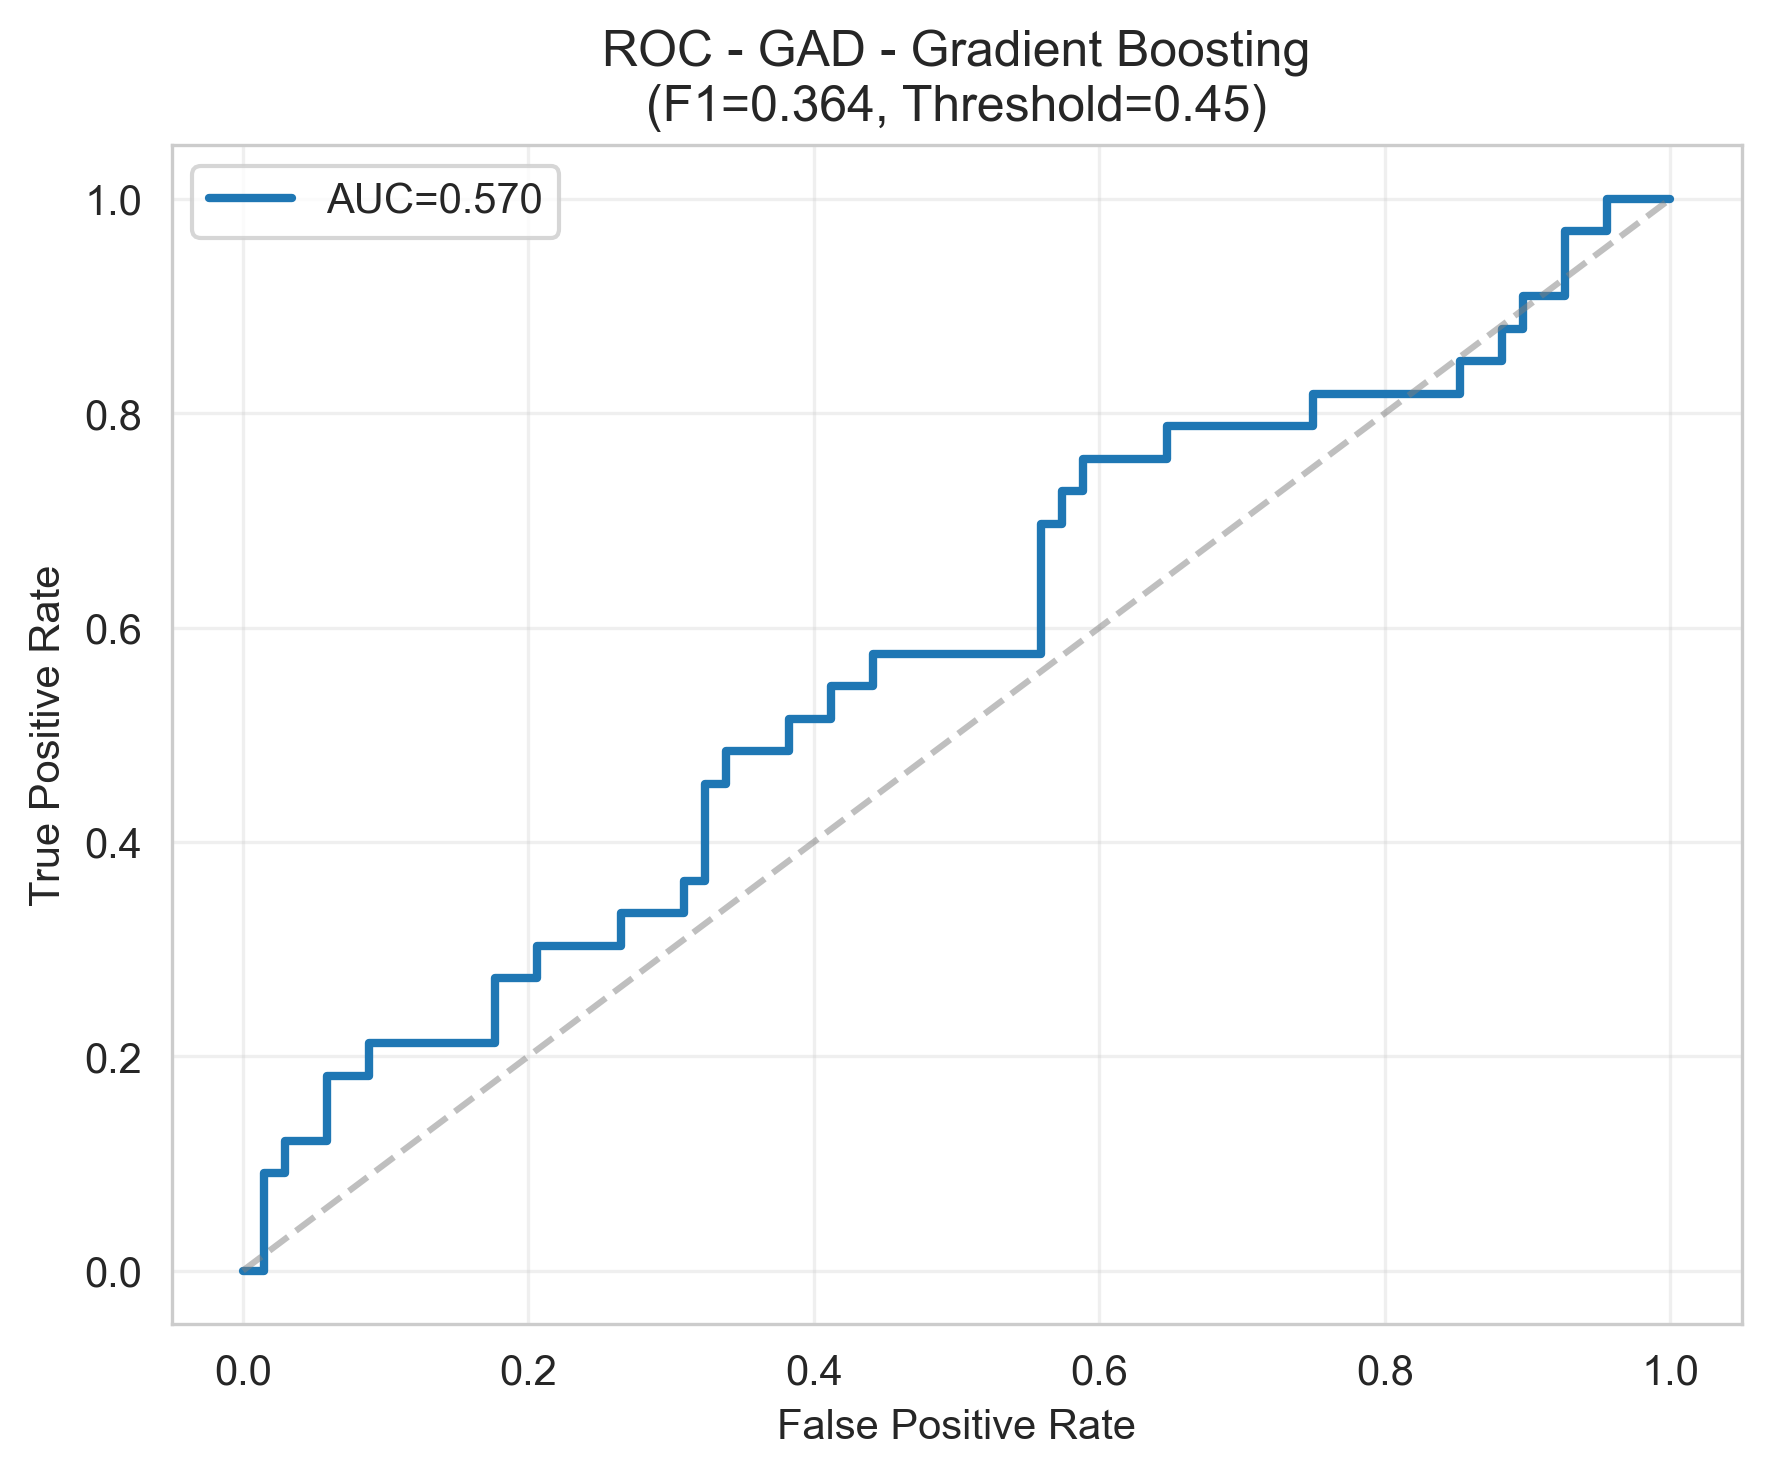 ROC - GAD - Gradient Boosting
(F1=0.364, Threshold=0.45)
AUC=0.570
1.0
0.8
0.6
0.4
0.2
0.0
True Positive Rate
0.0 0.2 0.4 0.6 0.8 1.0
False Positive Rate